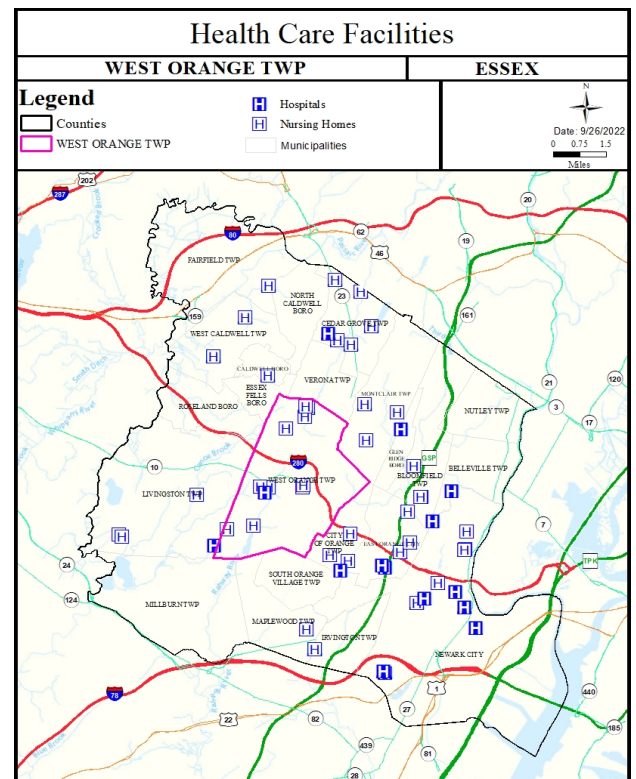 Health Care Facilities
WEST ORANGE TWP
ESSEX
Legend
Counties
WEST ORANGE TWP
H Hospitals
H Nursing Homes
Municipalities
N
Date: 9/26/2022
0 0.75 1.5
Miles
202
287
20
62
19
80
46
FAIRFIELD TWP
NORTH
CALDWELL
BORO
23
159
161
CEDAR GROVE TWP
WEST CALDWELL TWP
CALDWELL BORO
VERONA TWP
21
120
ESSEX
FELLS
BORO
MONTCLAIR TWP
3
ROSELAND BORO
NUTLEY TWP
17
GLEN
RIDGE
BORO
GSP
280
10
BELLEVILLE TWP
BLOOMFIELD
TWP
WEST ORANGE TWP
LIVINGSTON TWP
7
CITY
OF ORANGE
TWP
TPK
24
SOUTH ORANGE
VILLAGE TWP
124
MILLBURN TWP
MAPLEWOOD TWP
IRVINGTON TWP
NEWARK CITY
78
1
440
27
22
82
185
439
81
28